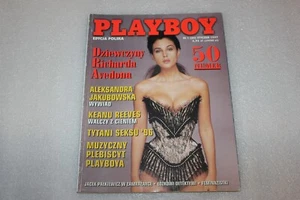 PLAYBOY
EDYCJA POLSKA
Dziewczyny
Richarda
Avedona
50
NUMER
ALEKSANDRA
JAKUBOWSKA
WYWIAD
KEANU REEVES
WALCZY Z CIENIEM
TYTANI SEKSU '96
MUZYCZNY
PLEBISCYT
PLAYBOYA